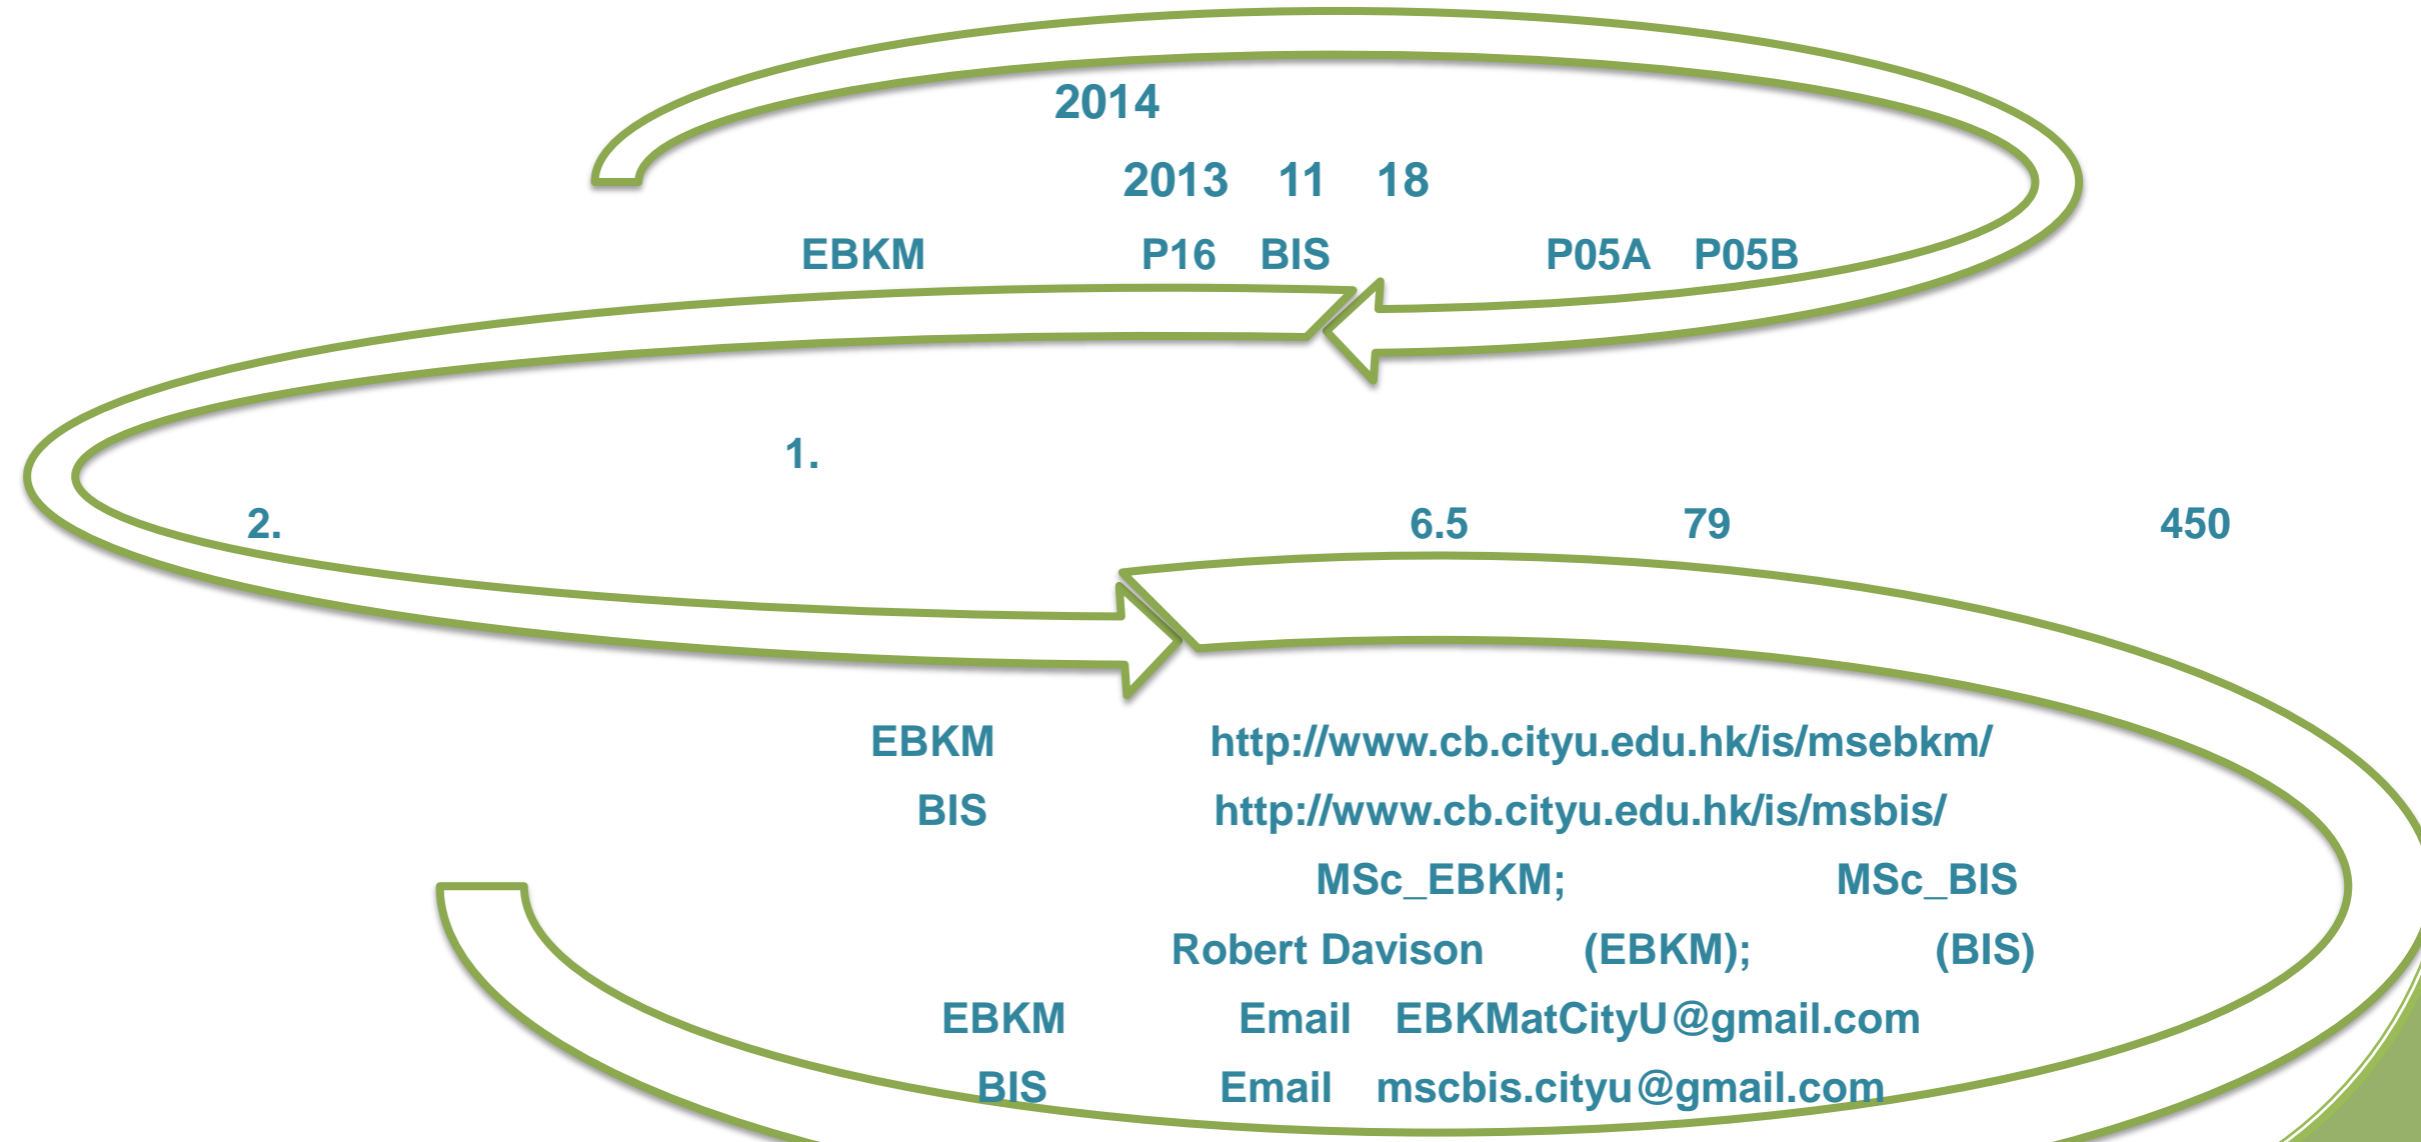 2014
2013 11 18
EBKM P16 BIS P05A P05B
1.
2. 6.5 79 450
EBKM http://www.cb.cityu.edu.hk/is/msebkm/
BIS http://www.cb.cityu.edu.hk/is/msbis/
MSc_EBKM; MSc_BIS
Robert Davison (EBKM); (BIS)
EBKM Email EBKMatCityU@gmail.com
BIS Email mscbis.cityu@gmail.com